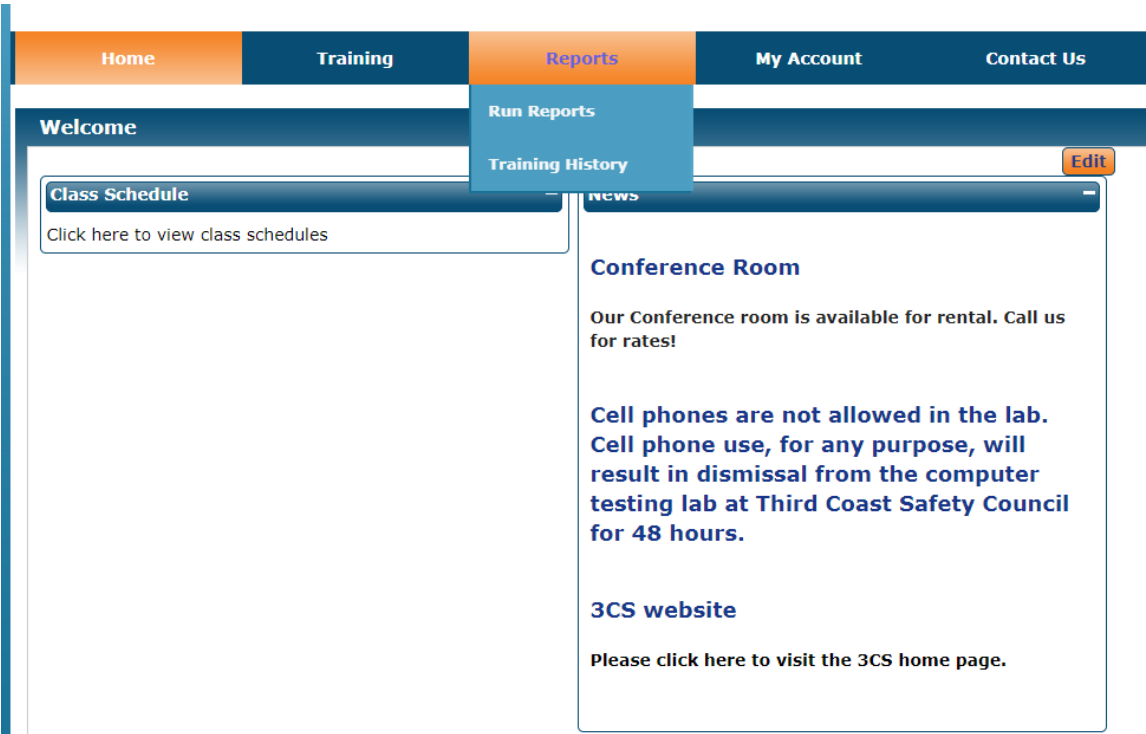 Home
Training
Reports
My Account
Contact Us
Run Reports
Training History
Welcome
Edit
Class Schedule
–
Click here to view class schedules
News
–
Conference Room
Our Conference room is available for rental. Call us
for rates!
Cell phones are not allowed in the lab.
Cell phone use, for any purpose, will
result in dismissal from the computer
testing lab at Third Coast Safety Council
for 48 hours.
3CS website
Please click here to visit the 3CS home page.